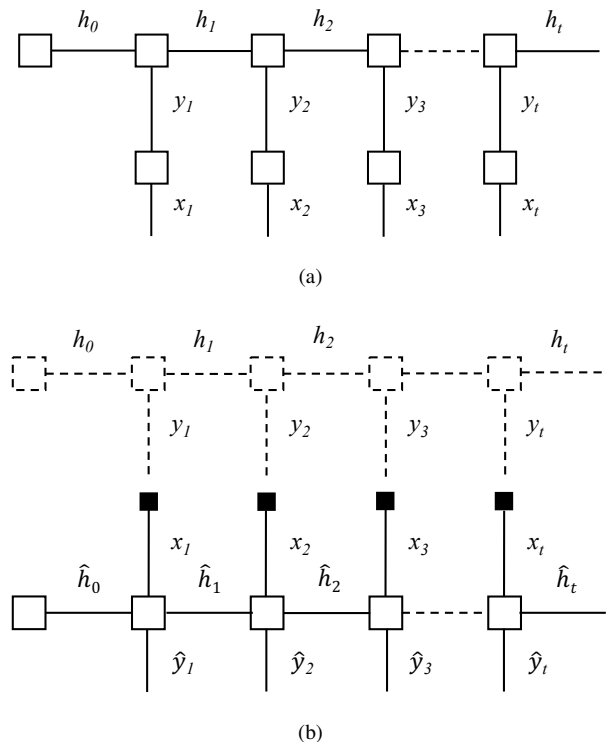 h₀ h₁ h₂ hₜ
y₁ y₂ y₃ yₜ
x₁ x₂ x₃ xₜ
(a)
h₀ h₁ h₂ hₜ
y₁ y₂ y₃ yₜ
x₁ x₂ x₃ xₜ
ĥ₀ ĥ₁ ĥ₂ ĥₜ
ŷ₁ ŷ₂ ŷ₃ ŷₜ
(b)